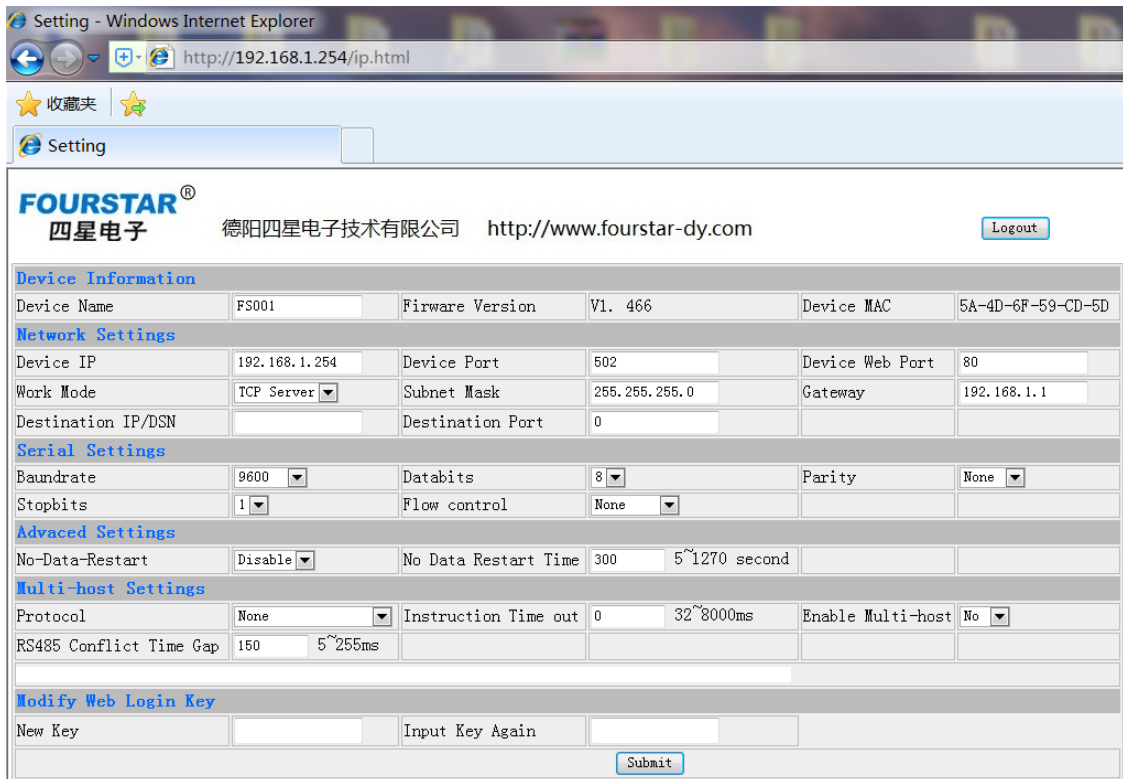 Setting - Windows Internet Explorer
http://192.168.1.254/ip.html
收藏夹
Setting
FOURSTAR®
四星电子
德阳四星电子技术有限公司 http://www.fourstar-dy.com
Logout
Device Information
Device Name FS001 Firware Version V1. 466 Device MAC 5A-4D-6F-59-CD-5D
Network Settings
Device IP 192.168.1.254 Device Port 502 Device Web Port 80
Work Mode TCP Server Subnet Mask 255.255.255.0 Gateway 192.168.1.1
Destination IP/DSN Destination Port 0
Serial Settings
Baundrate 9600 Databits 8 Parity None
Stopbits 1 Flow control None
Advaced Settings
No-Data-Restart Disable No Data Restart Time 300 5~1270 second
Multi-host Settings
Protocol None Instruction Time out 0 32~8000ms Enable Multi-host No
RS485 Conflict Time Gap 150 5~255ms
Modify Web Login Key
New Key Input Key Again
Submit